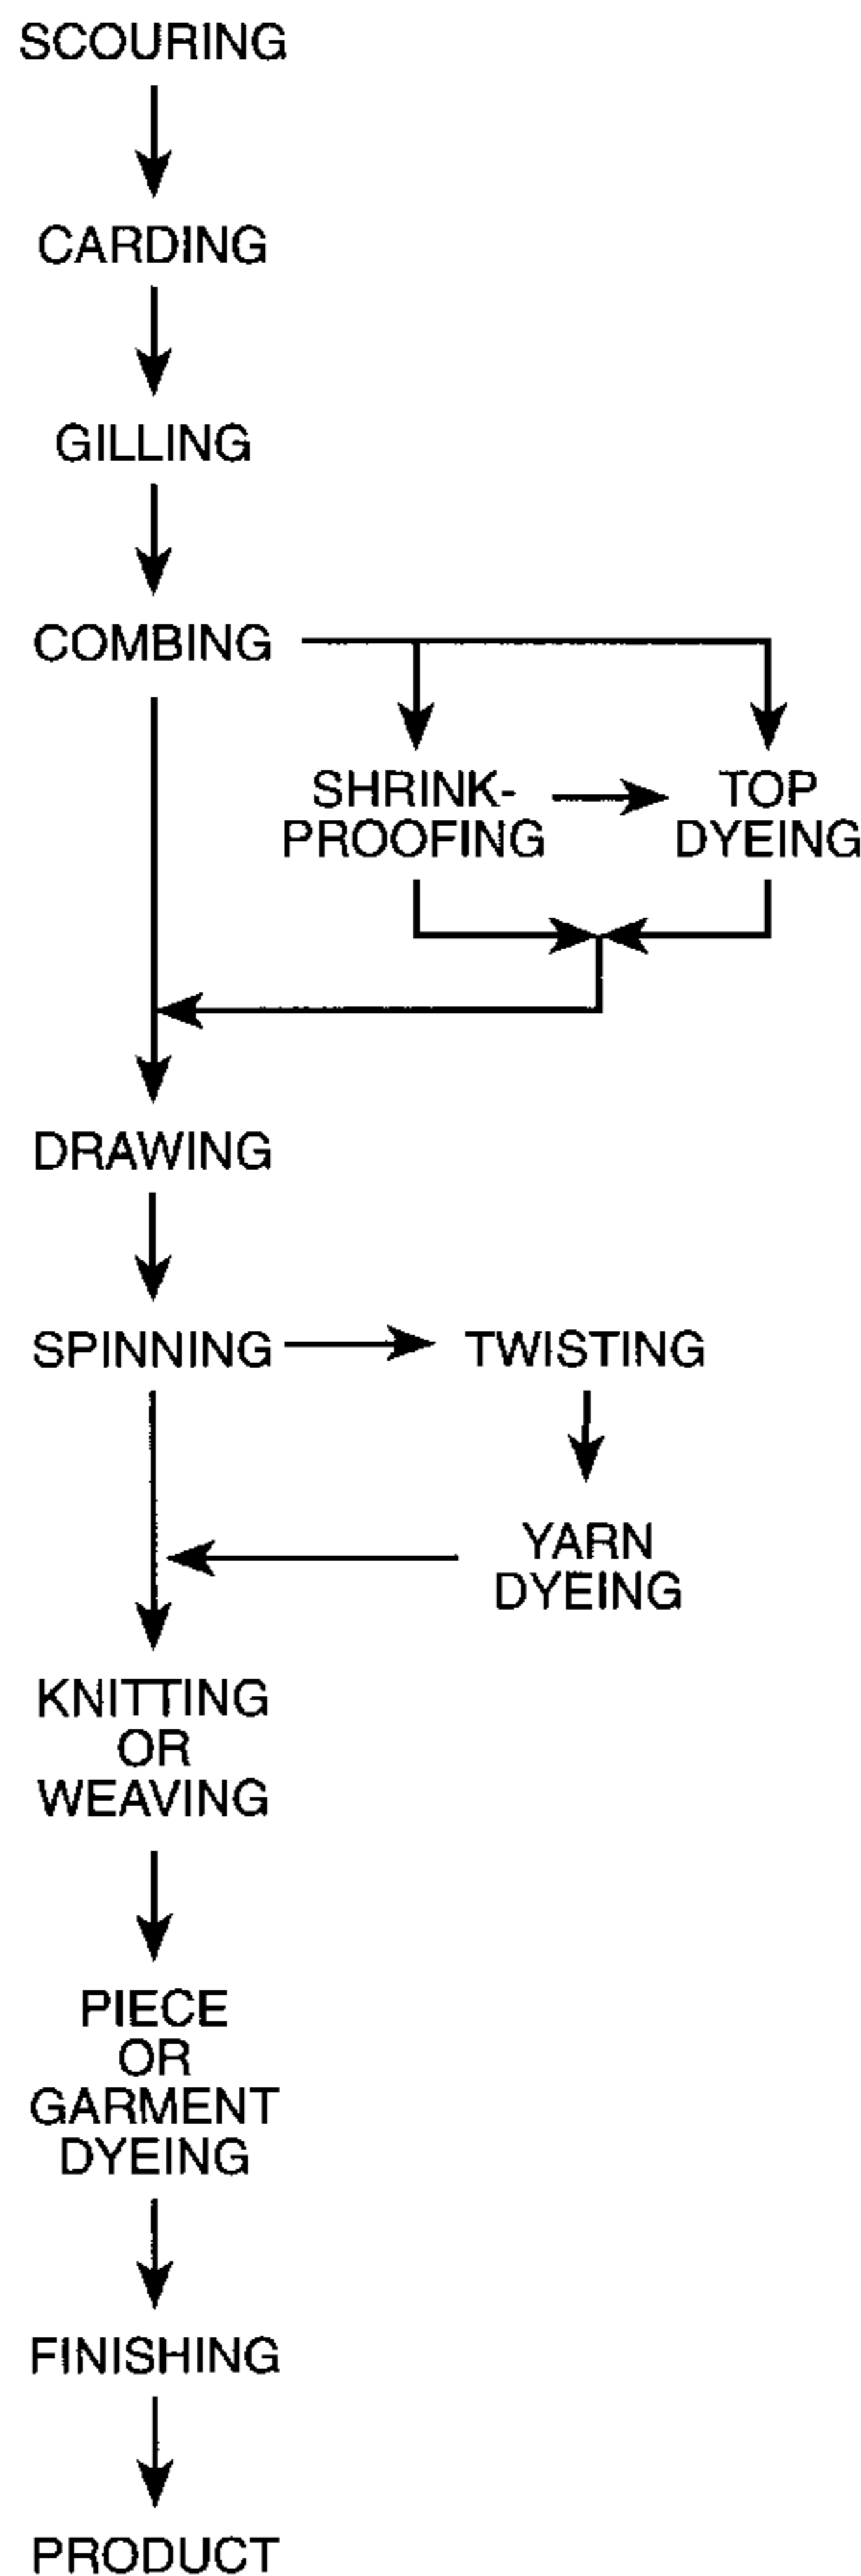 SCOURING
CARDING
GILLING
COMBING
SHRINK-
PROOFING
TOP
DYEING
DRAWING
SPINNING
TWISTING
YARN
DYEING
KNITTING
OR
WEAVING
PIECE
OR
GARMENT
DYEING
FINISHING
PRODUCT